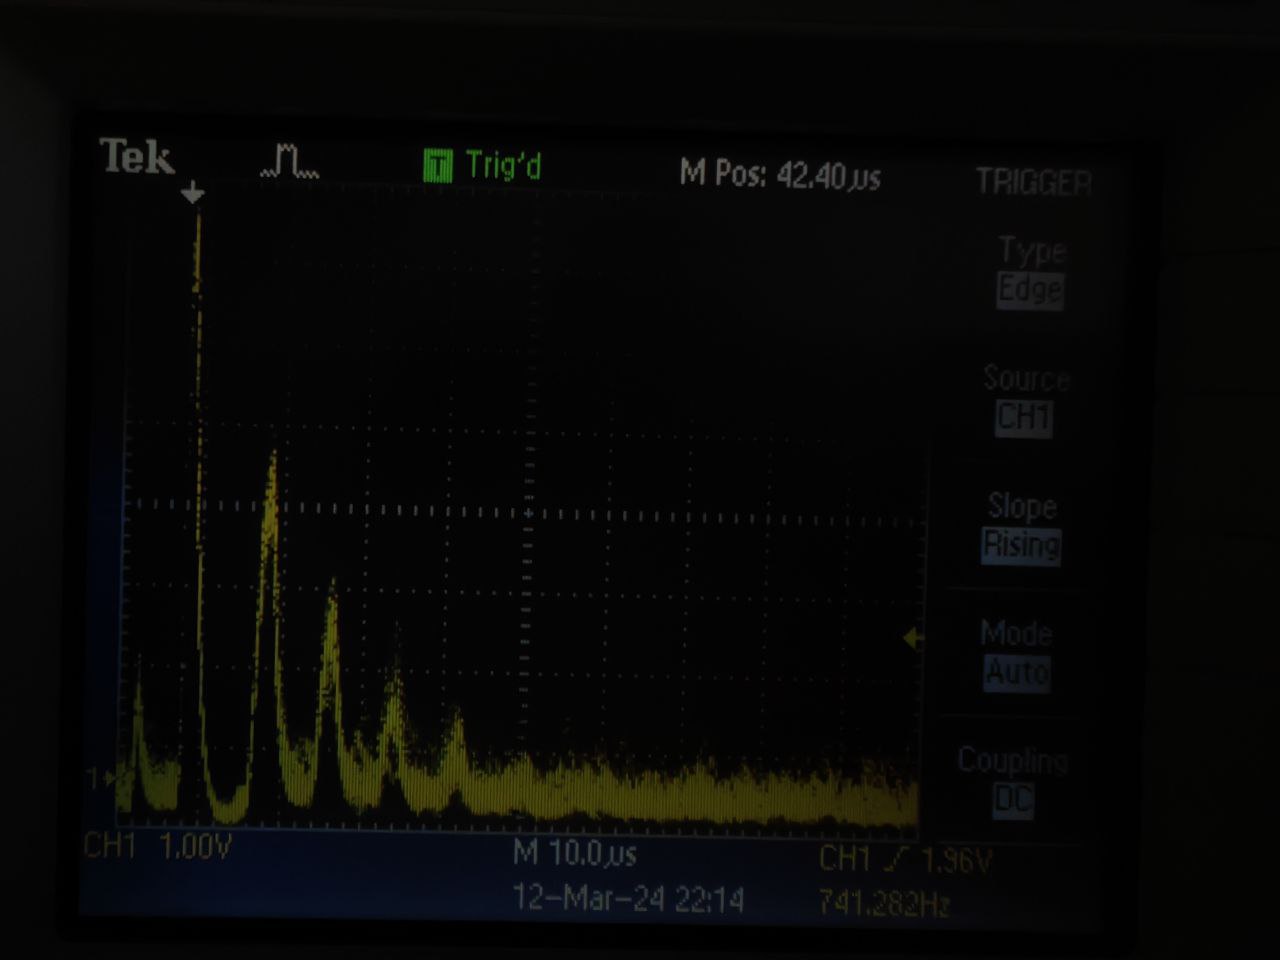 Tek T Trig'd M Pos: 42.40µs TRIGGER
Type
Edge
Source
CH1
Slope
Rising
Mode
Auto
Coupling
DC
1
CH1 1.00V M 10.0µs CH1 1.96V
12-Mar-24 22:14 741.282Hz